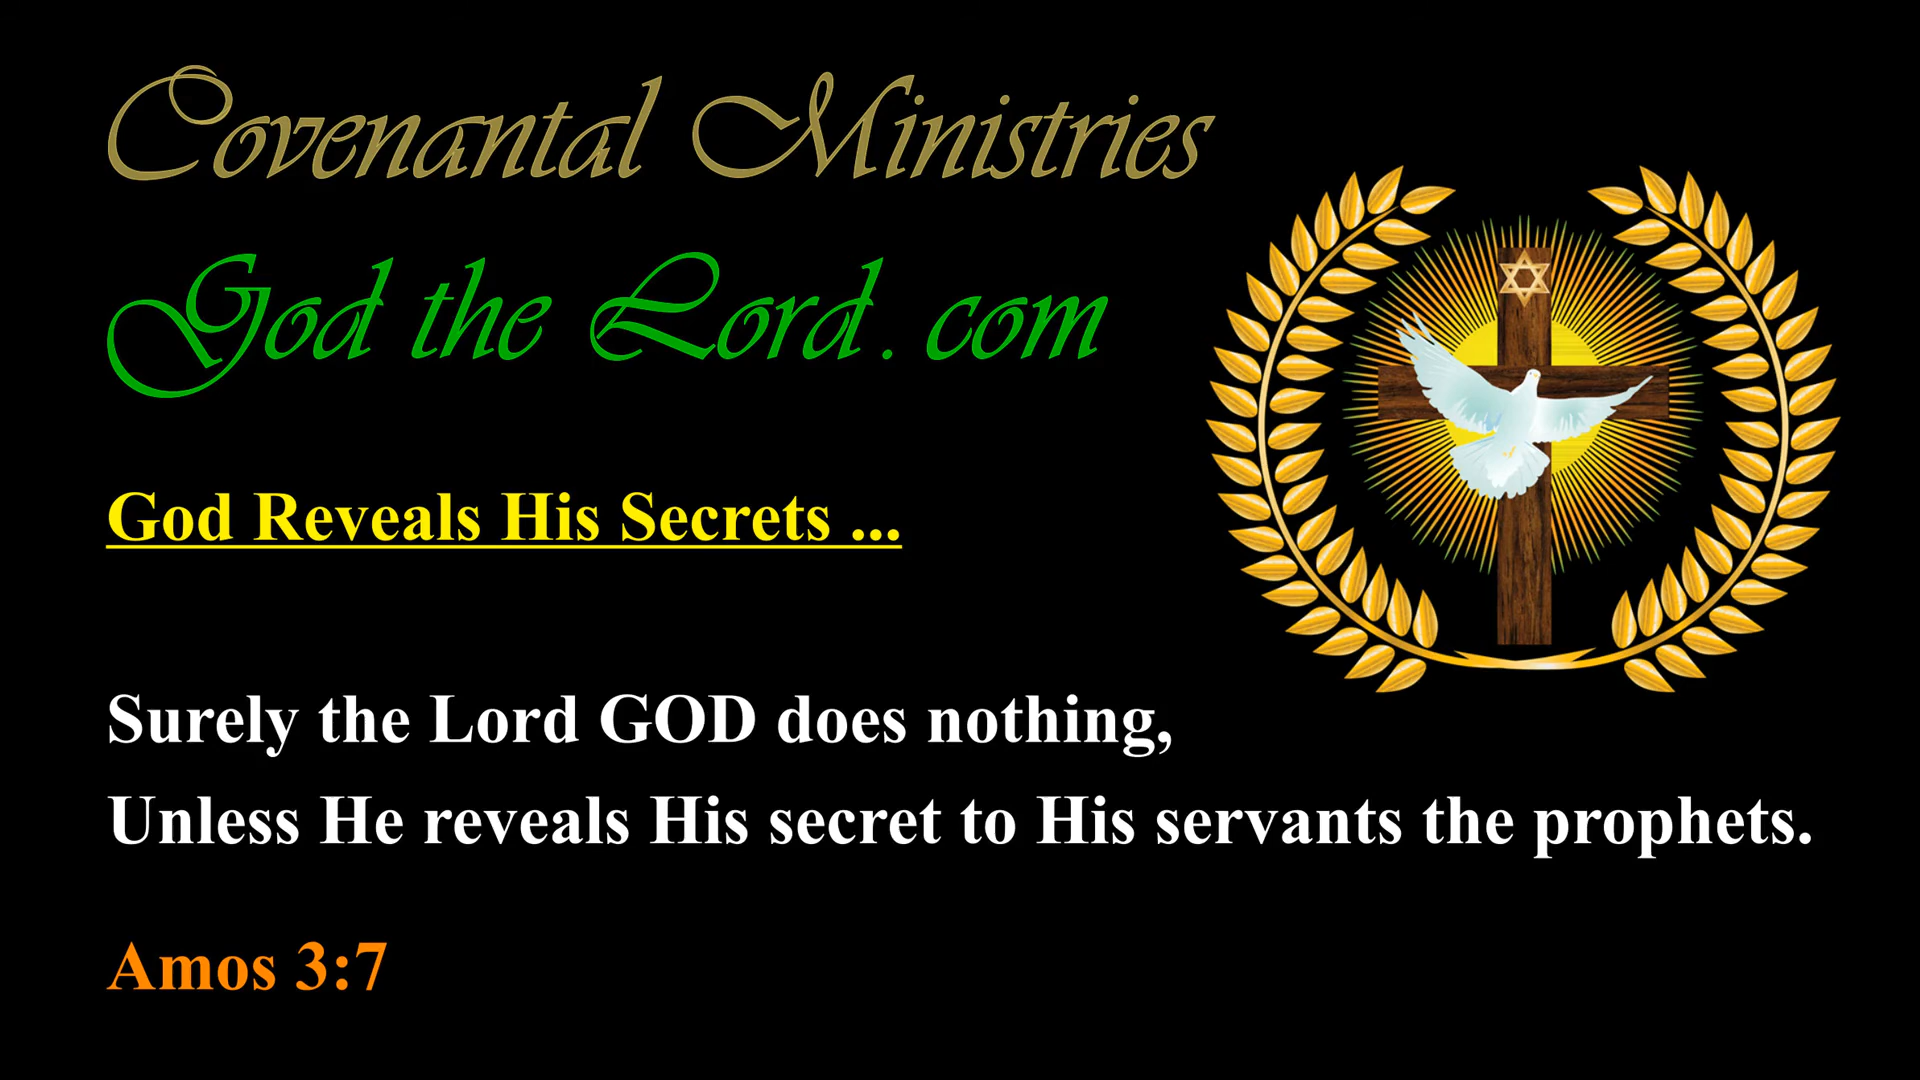 Covenantal Ministries
God the Lord . com
God Reveals His Secrets ...
Surely the Lord GOD does nothing,
Unless He reveals His secret to His servants the prophets.
Amos 3:7